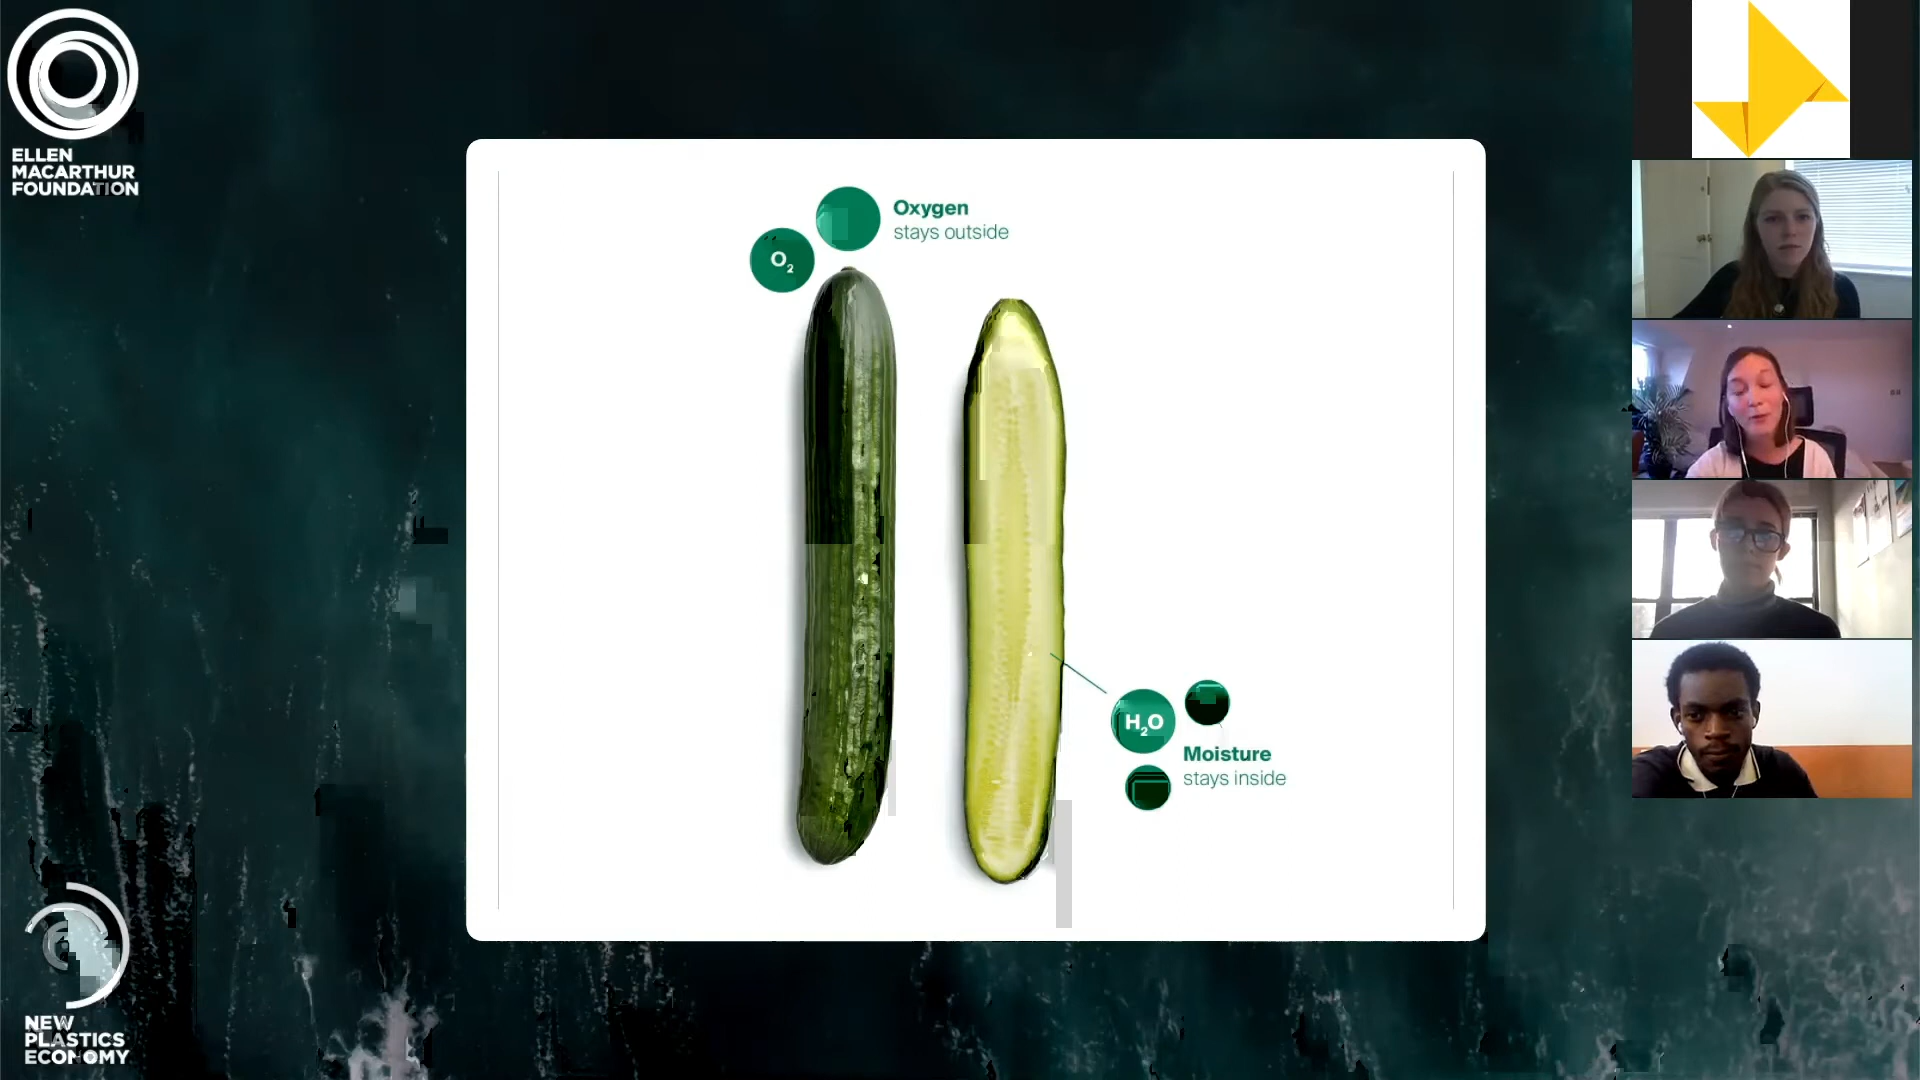 ELLEN
MACARTHUR
FOUNDATION
Oxygen
stays outside
O₂
H₂O
Moisture
stays inside
NEW
PLASTICS
ECONOMY